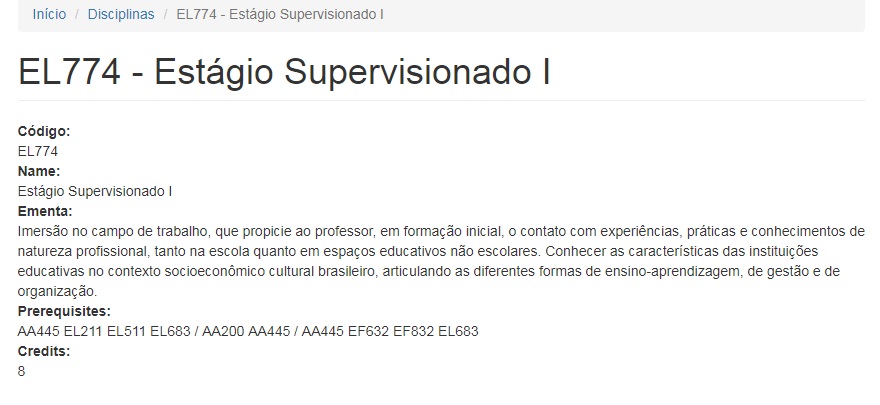 Início / Disciplinas / EL774 - Estágio Supervisionado I
EL774 - Estágio Supervisionado I
Código:
EL774
Name:
Estágio Supervisionado I
Ementa:
Imersão no campo de trabalho, que propicie ao professor, em formação inicial, o contato com experiências, práticas e conhecimentos de
natureza profissional, tanto na escola quanto em espaços educativos não escolares. Conhecer as características das instituições
educativas no contexto socioeconômico cultural brasileiro, articulando as diferentes formas de ensino-aprendizagem, de gestão e de
organização.
Prerequisites:
AA445 EL211 EL511 EL683 / AA200 AA445 / AA445 EF632 EF832 EL683
Credits:
8